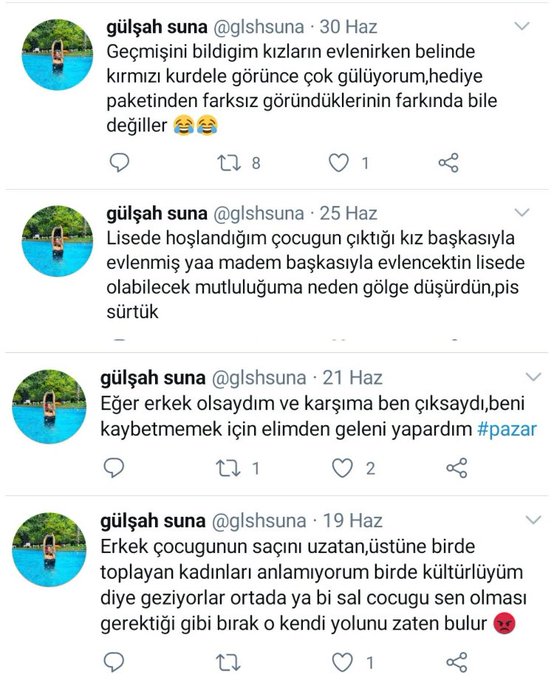 gülşah suna @glshsuna · 30 Haz
Geçmişini bildigim kızların evlenirken belinde
kırmızı kurdele görünce çok gülüyorum,hediye
paketinden farksız göründüklerinin farkında bile
değiller 😂😂
8 1
gülşah suna @glshsuna · 25 Haz
Lisede hoşlandığım çocugun çıktığı kız başkasıyla
evlenmiş yaa madem başkasıyla evlencektin lisede
olabilecek mutluluğuma neden gölge düşürdün,pis
sürtük
gülşah suna @glshsuna · 21 Haz
Eğer erkek olsaydım ve karşıma ben çıksaydı,beni
kaybetmemek için elimden geleni yapardım #pazar
1 2
gülşah suna @glshsuna · 19 Haz
Erkek çocugunun saçını uzatan,üstüne birde
toplayan kadınları anlamıyorum birde kültürlüyüm
diye geziyorlar ortada ya bi sal cocugu sen olması
gerektiği gibi bırak o kendi yolunu zaten bulur 😡
1